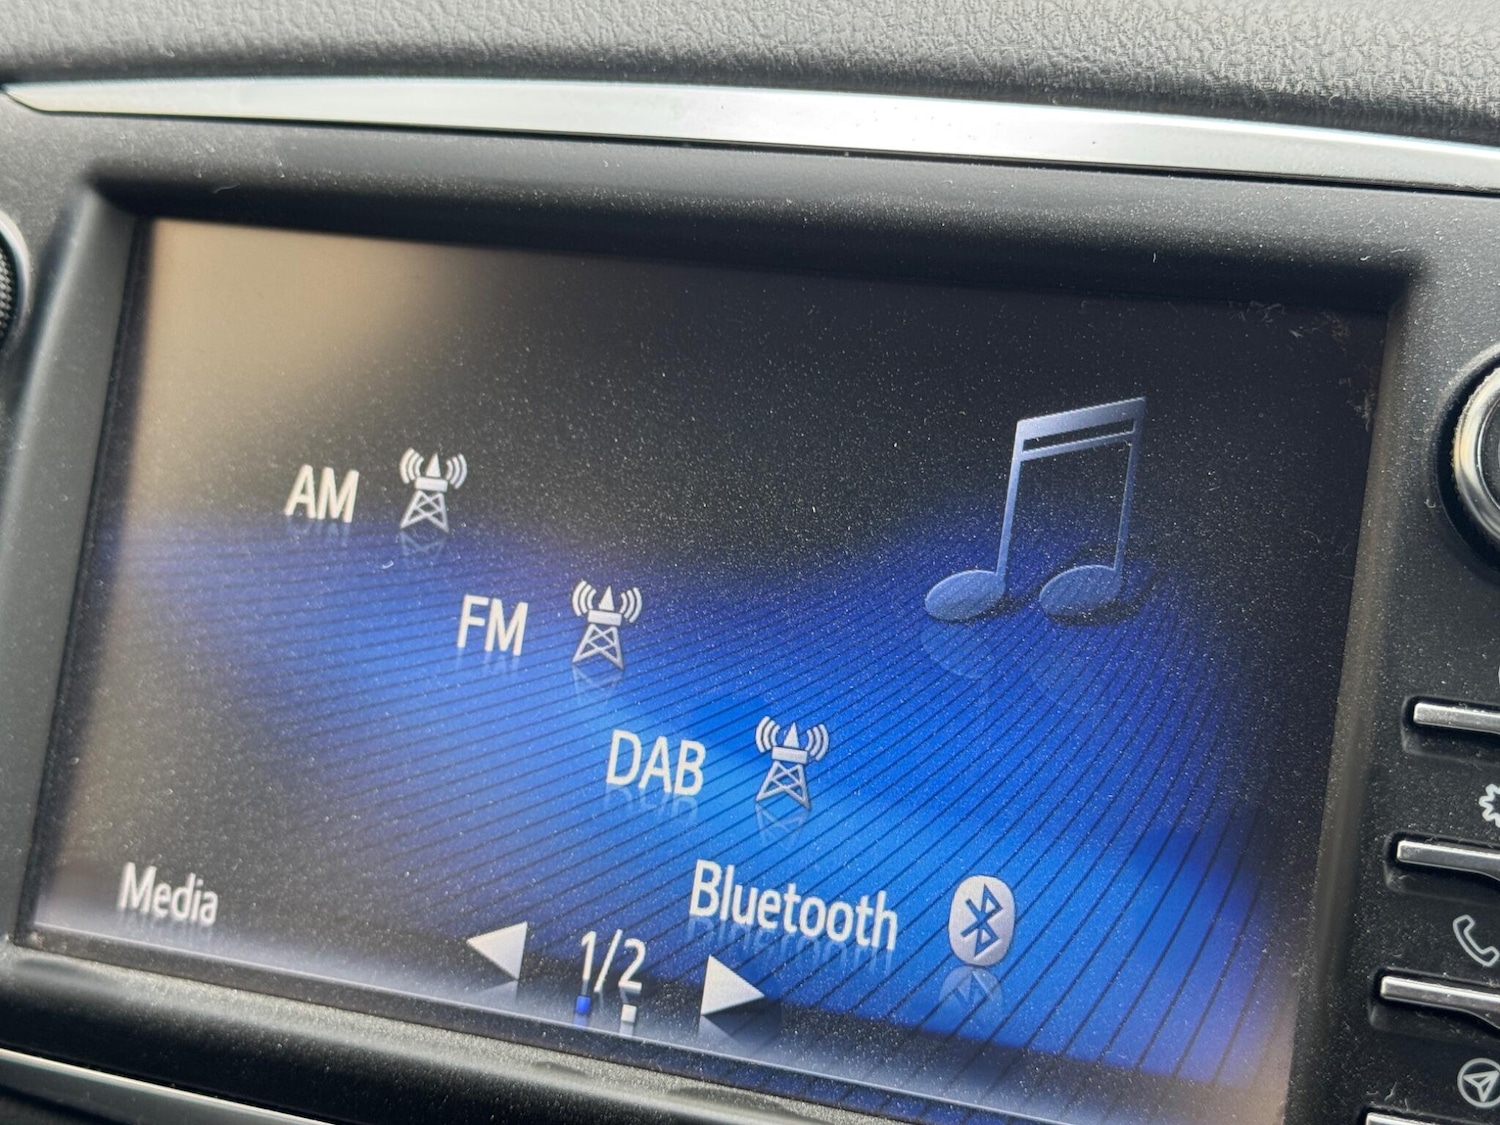 AM
FM
DAB
Bluetooth
Media
1/2